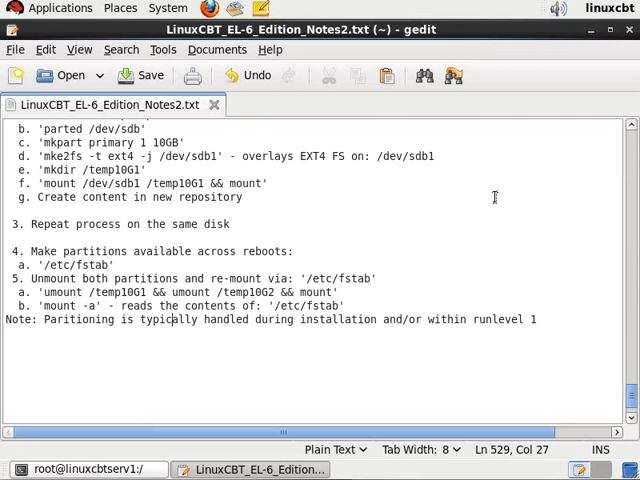 Applications Places System linuxcbt
LinuxCBT_EL-6_Edition_Notes2.txt (~) - gedit
File Edit View Search Tools Documents Help
Open Save Undo
LinuxCBT_EL-6_Edition_Notes2.txt
b. 'parted /dev/sdb'
c. 'mkpart primary 1 10GB'
d. 'mke2fs -t ext4 -j /dev/sdb1' - overlays EXT4 FS on: /dev/sdb1
e. 'mkdir /temp10G1'
f. 'mount /dev/sdb1 /temp10G1 && mount'
g. Create content in new repository
3. Repeat process on the same disk
4. Make partitions available across reboots:
a. '/etc/fstab'
5. Unmount both partitions and re-mount via: '/etc/fstab'
a. 'umount /temp10G1 && umount /temp10G2 && mount'
b. 'mount -a' - reads the contents of: '/etc/fstab'
Note: Paritioning is typically handled during installation and/or within runlevel 1
Plain Text Tab Width: 8 Ln 529, Col 27 INS
root@linuxcbtserv1:/ LinuxCBT_EL-6_Edition...